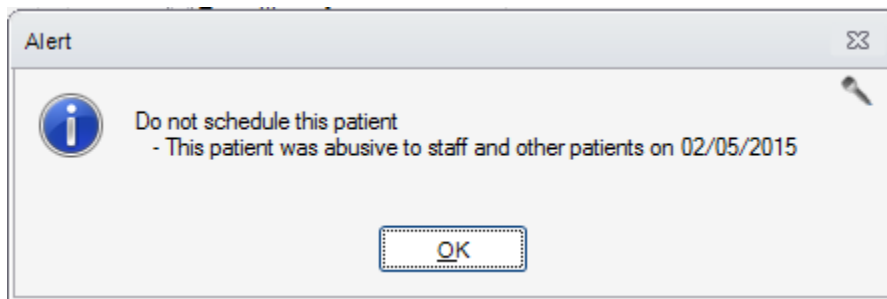 Alert
Do not schedule this patient
- This patient was abusive to staff and other patients on 02/05/2015
OK